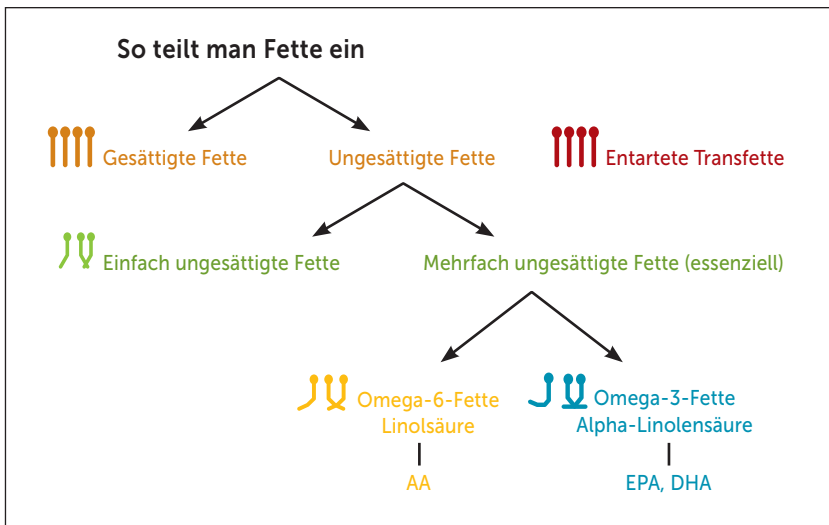 So teilt man Fette ein
Gesättigte Fette
Ungesättigte Fette
Entartete Transfette
Einfach ungesättigte Fette
Mehrfach ungesättigte Fette (essenziell)
Omega-6-Fette
Linolsäure
Omega-3-Fette
Alpha-Linolensäure
AA
EPA, DHA